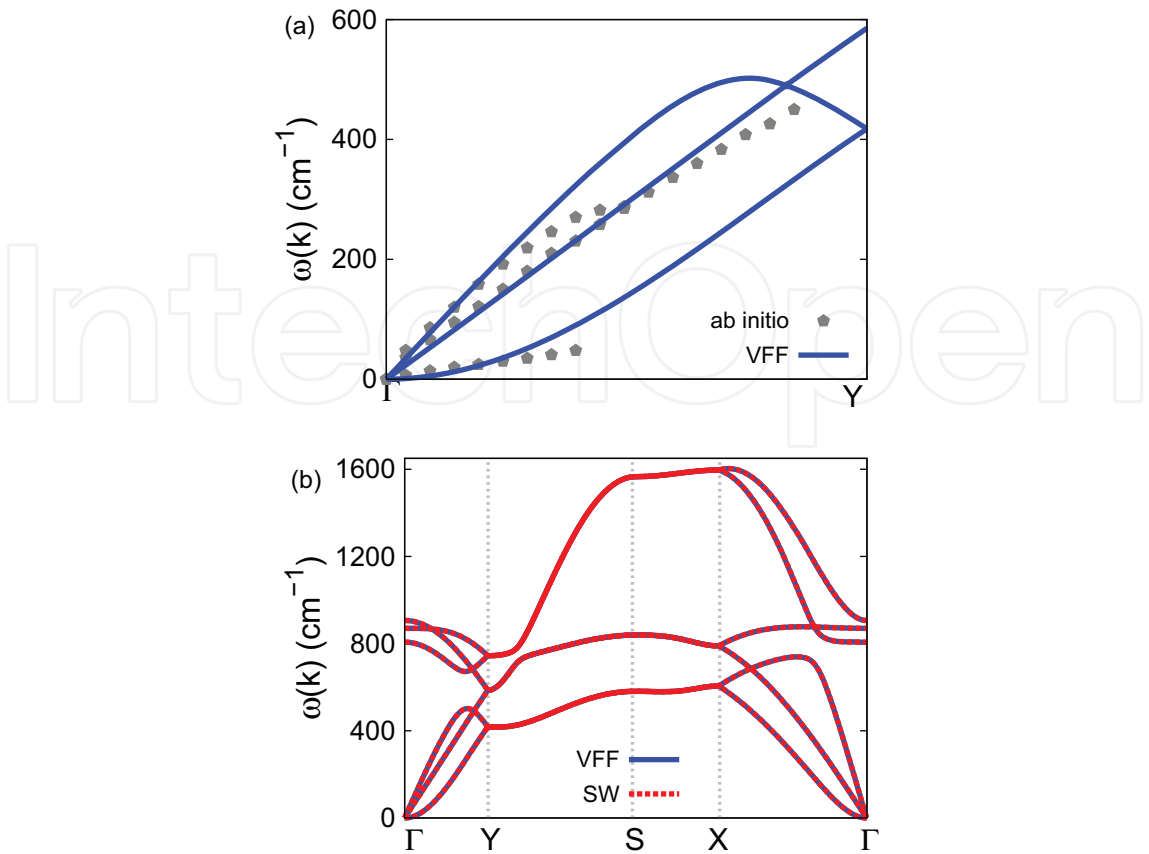 (a)
600
400
200
0
ω(k) (cm⁻¹)
ab initio
VFF
Γ Y
IntechOpen
(b)
1600
1200
800
400
0
ω(k) (cm⁻¹)
VFF
SW
Γ Y S X Γ